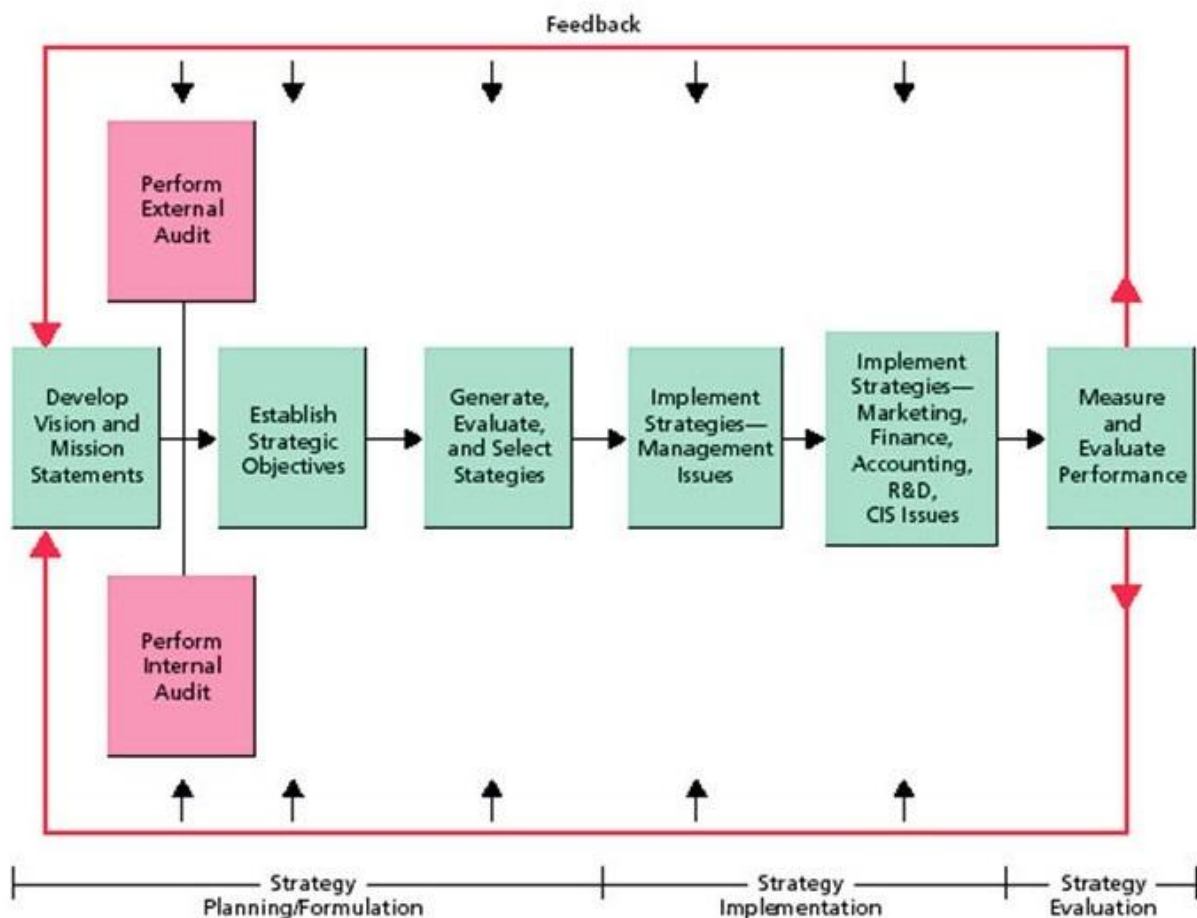 Feedback
Perform
External
Audit
Develop
Vision and
Mission
Statements
Establish
Strategic
Objectives
Generate,
Evaluate,
and Select
Stategies
Implement
Strategies—
Management
Issues
Implement
Strategies—
Marketing,
Finance,
Accounting,
R&D,
CIS Issues
Measure
and
Evaluate
Performance
Perform
Internal
Audit
Strategy
Planning/Formulation
Strategy
Implementation
Strategy
Evaluation